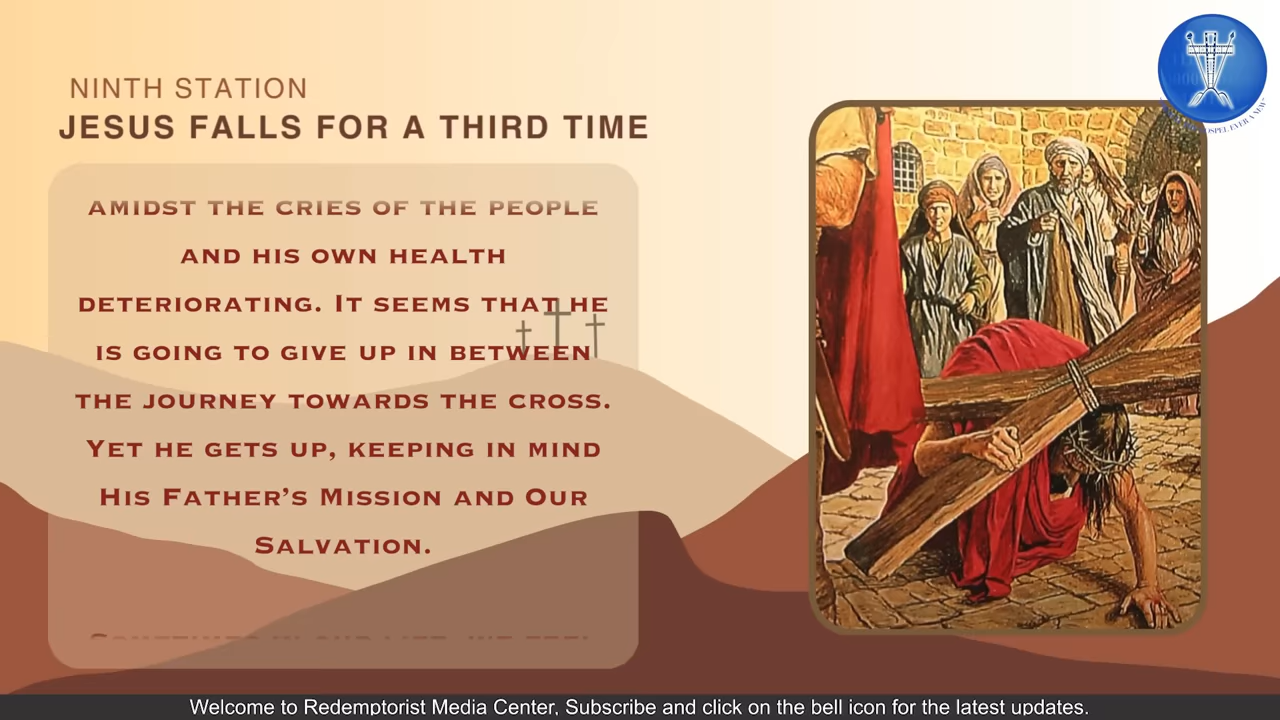 NINTH STATION
JESUS FALLS FOR A THIRD TIME
AMIDST THE CRIES OF THE PEOPLE
AND HIS OWN HEALTH
DETERIORATING. IT SEEMS THAT HE
IS GOING TO GIVE UP IN BETWEEN
THE JOURNEY TOWARDS THE CROSS.
YET HE GETS UP, KEEPING IN MIND
HIS FATHER'S MISSION AND OUR
SALVATION.
Welcome to Redemptorist Media Center, Subscribe and click on the bell icon for the latest updates.